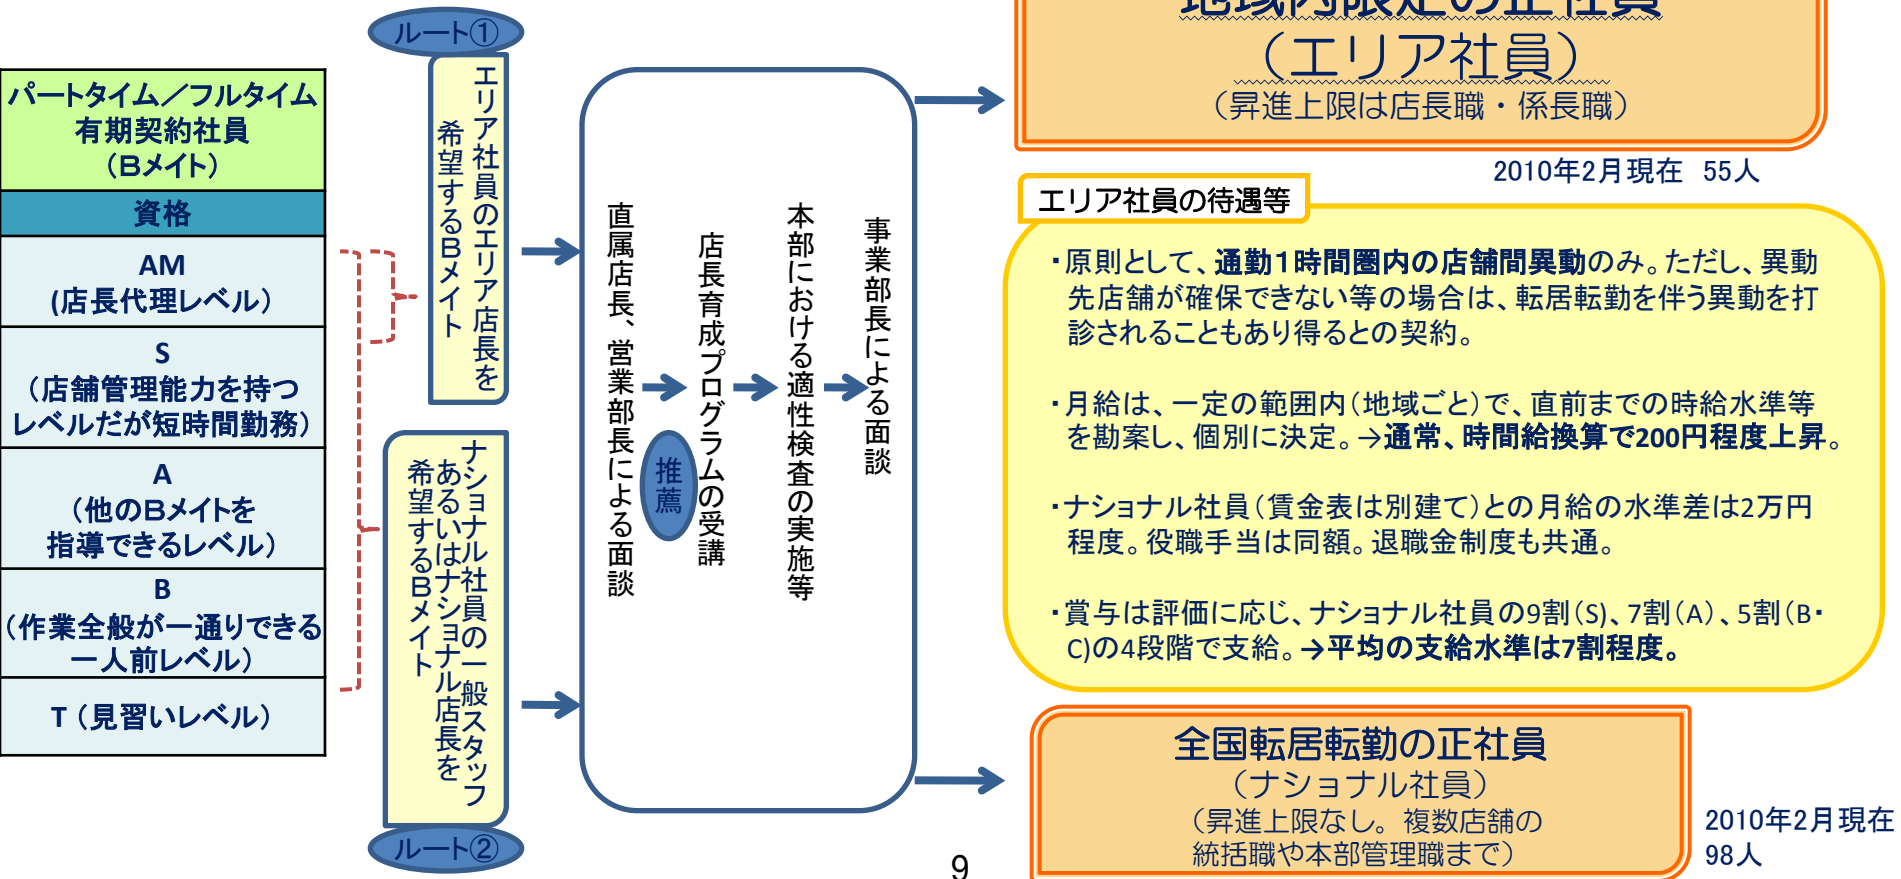 パートタイム／フルタイム
有期契約社員
（Bメイト）
資格
AM
(店長代理レベル）
S
（店舗管理能力を持つ
レベルだが短時間勤務）
A
（他のBメイトを
指導できるレベル）
B
（作業全般が一通りできる
一人前レベル）
T（見習いレベル）
ルート①
エリア社員のエリア店長を
希望するBメイト
ナショナル社員の一般スタッフ
あるいはナショナル店長を
希望するBメイト
ルート②
直属店長、営業部長による面談
推薦
店長育成プログラムの受講
本部における適性検査の実施等
事業部長による面談
地域内限定の正社員
（エリア社員）
（昇進上限は店長職・係長職）
2010年2月現在 55人
エリア社員の待遇等
・原則として、通勤1時間圏内の店舗間異動のみ。ただし、異動
先店舗が確保できない等の場合は、転居転勤を伴う異動を打
診されることもあり得るとの契約。
・月給は、一定の範囲内（地域ごと）で、直前までの時給水準等
を勘案し、個別に決定。→通常、時間給換算で200円程度上昇。
・ナショナル社員（賃金表は別建て）との月給の水準差は2万円
程度。役職手当は同額。退職金制度も共通。
・賞与は評価に応じ、ナショナル社員の9割（S）、7割（A）、5割（B・
C)の4段階で支給。→平均の支給水準は7割程度。
全国転居転勤の正社員
（ナショナル社員）
（昇進上限なし。複数店舗の
統括職や本部管理職まで）
2010年2月現在
98人
9